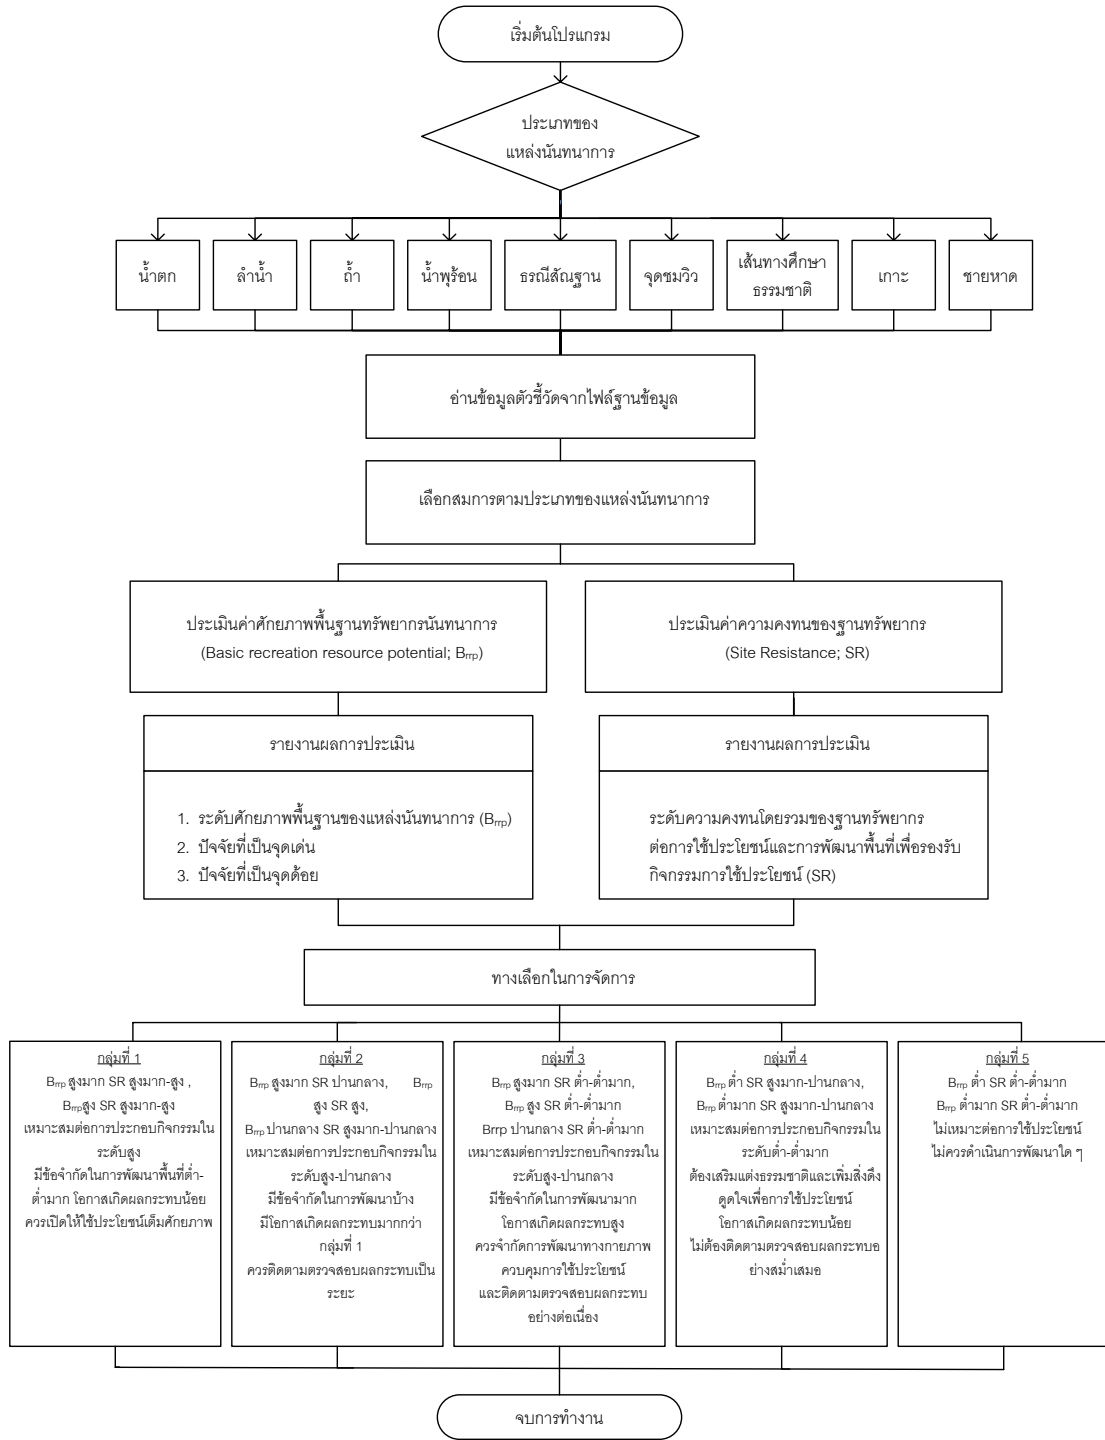 เริ่มต้นโปรแกรม
ประเภทของ
แหล่งนันทนาการ
น้ำตก
ลำน้ำ
ถ้ำ
น้ำพุร้อน
ธรณีสัณฐาน
จุดชมวิว
เส้นทางศึกษา
ธรรมชาติ
เกาะ
ชายหาด
อ่านข้อมูลตัวชี้วัดจากไฟล์ฐานข้อมูล
เลือกสมการตามประเภทของแหล่งนันทนาการ
ประเมินค่าศักยภาพพื้นฐานทรัพยากรนันทนาการ
(Basic recreation resource potential; Brrp)
ประเมินค่าความคงทนของฐานทรัพยากร
(Site Resistance; SR)
รายงานผลการประเมิน
1. ระดับศักยภาพพื้นฐานของแหล่งนันทนาการ (Brrp)
2. ปัจจัยที่เป็นจุดเด่น
3. ปัจจัยที่เป็นจุดด้อย
รายงานผลการประเมิน
ระดับความคงทนโดยรวมของฐานทรัพยากร
ต่อการใช้ประโยชน์และการพัฒนาพื้นที่เพื่อรองรับ
กิจกรรมการใช้ประโยชน์ (SR)
ทางเลือกในการจัดการ
กลุ่มที่ 1
Brrp สูงมาก SR สูงมาก-สูง ,
Brrpสูง SR สูงมาก-สูง
เหมาะสมต่อการประกอบกิจกรรมใน
ระดับสูง
มีข้อจำกัดในการพัฒนาพื้นที่ต่ำ-
ต่ำมาก โอกาสเกิดผลกระทบน้อย
ควรเปิดให้ใช้ประโยชน์เต็มศักยภาพ
กลุ่มที่ 2
Brrp สูงมาก SR ปานกลาง, Brrp
สูง SR สูง,
Brrp ปานกลาง SR สูงมาก-ปานกลาง
เหมาะสมต่อการประกอบกิจกรรมใน
ระดับสูง-ปานกลาง
มีข้อจำกัดในการพัฒนาบ้าง
มีโอกาสเกิดผลกระทบมากกว่า
กลุ่มที่ 1
ควรติดตามตรวจสอบผลกระทบเป็น
ระยะ
กลุ่มที่ 3
Brrp สูงมาก SR ต่ำ-ต่ำมาก,
Brrp สูง SR ต่ำ-ต่ำมาก
Brrp ปานกลาง SR ต่ำ-ต่ำมาก
เหมาะสมต่อการประกอบกิจกรรมใน
ระดับสูง-ปานกลาง
มีข้อจำกัดในการพัฒนามาก
โอกาสเกิดผลกระทบสูง
ควรจำกัดการพัฒนาทางกายภาพ
ควบคุมการใช้ประโยชน์
และติดตามตรวจสอบผลกระทบ
อย่างต่อเนื่อง
กลุ่มที่ 4
Brrp ต่ำ SR สูงมาก-ปานกลาง,
Brrp ต่ำมาก SR สูงมาก-ปานกลาง
เหมาะสมต่อการประกอบกิจกรรมใน
ระดับต่ำ-ต่ำมาก
ต้องเสริมแต่งธรรมชาติและเพิ่มสิ่งดึง
ดูดใจเพื่อการใช้ประโยชน์
โอกาสเกิดผลกระทบน้อย
ไม่ต้องติดตามตรวจสอบผลกระทบอ
ย่างสม่ำเสมอ
กลุ่มที่ 5
Brrp ต่ำ SR ต่ำ-ต่ำมาก
Brrp ต่ำมาก SR ต่ำ-ต่ำมาก
ไม่เหมาะต่อการใช้ประโยชน์
ไม่ควรดำเนินการพัฒนาใด ๆ
จบการทำงาน